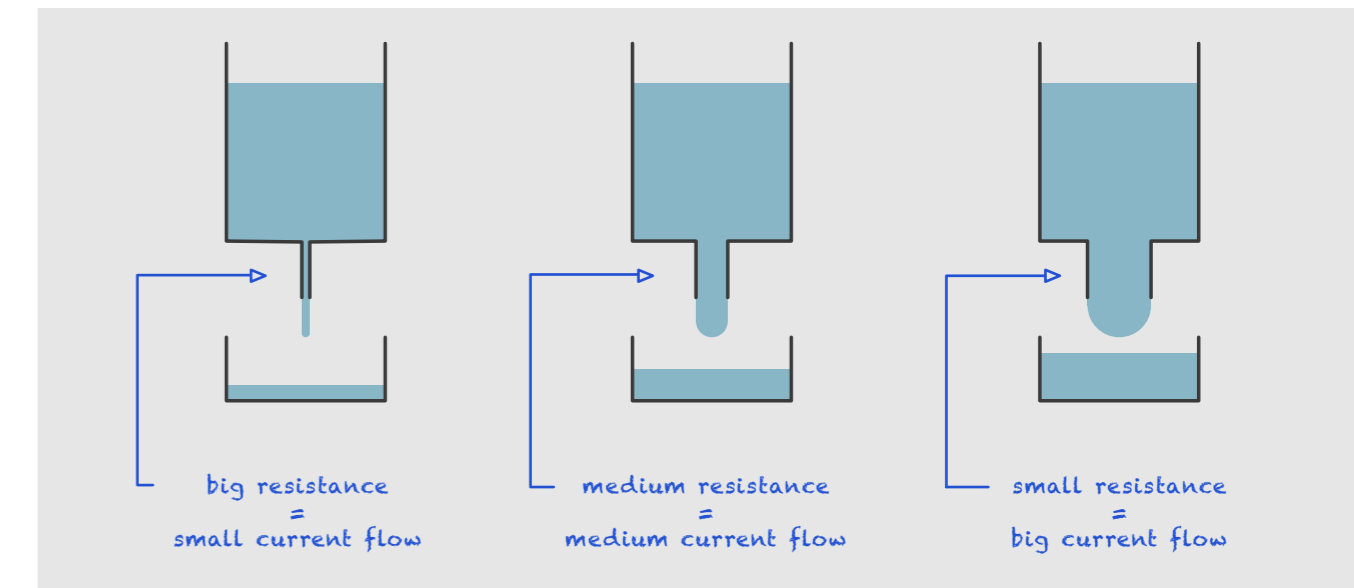 big resistance
=
small current flow
medium resistance
=
medium current flow
small resistance
=
big current flow